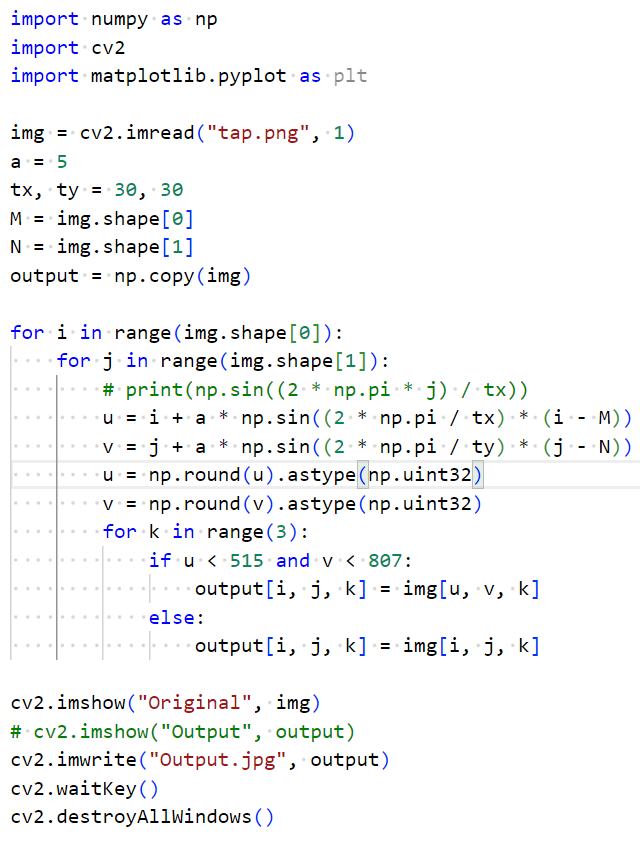 import numpy as np
import cv2
import matplotlib.pyplot as plt

img = cv2.imread("tap.png", 1)
a = 5
tx, ty = 30, 30
M = img.shape[0]
N = img.shape[1]
output = np.copy(img)

for i in range(img.shape[0]):
    for j in range(img.shape[1]):
        # print(np.sin((2 * np.pi * j) / tx))
        u = i + a * np.sin((2 * np.pi / tx) * (i - M))
        v = j + a * np.sin((2 * np.pi / ty) * (j - N))
        u = np.round(u).astype(np.uint32)
        v = np.round(v).astype(np.uint32)
        for k in range(3):
            if u < 515 and v < 807:
                output[i, j, k] = img[u, v, k]
            else:
                output[i, j, k] = img[i, j, k]

cv2.imshow("Original", img)
# cv2.imshow("Output", output)
cv2.imwrite("Output.jpg", output)
cv2.waitKey()
cv2.destroyAllWindows()